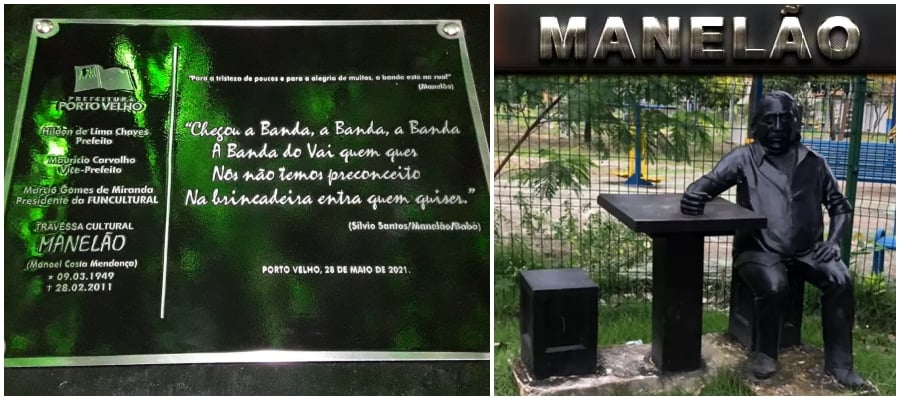 PREFEITURA
PORTO VELHO
Hildon de Lima Chaves
Prefeito
Maurício Carvalho
Vice-Prefeito
Márcio Gomes de Miranda
Presidente da FUNCULTURAL
TRAVESSA CULTURAL
MANELÃO
(Manoel Costa Mendonça)
★ 09.03.1949
† 28.02.2011
"Para a tristeza de poucos e para a alegria de muitos, a banda está na rua!"
(Manelão)
"Chegou a Banda, a Banda, a Banda
A Banda do Vai quem quer
Nós não temos preconceito
Na brincadeira entra quem quiser."
(Silvio Santos/Manelão/Babá)
PORTO VELHO, 28 DE MAIO DE 2021.
MANELÃO